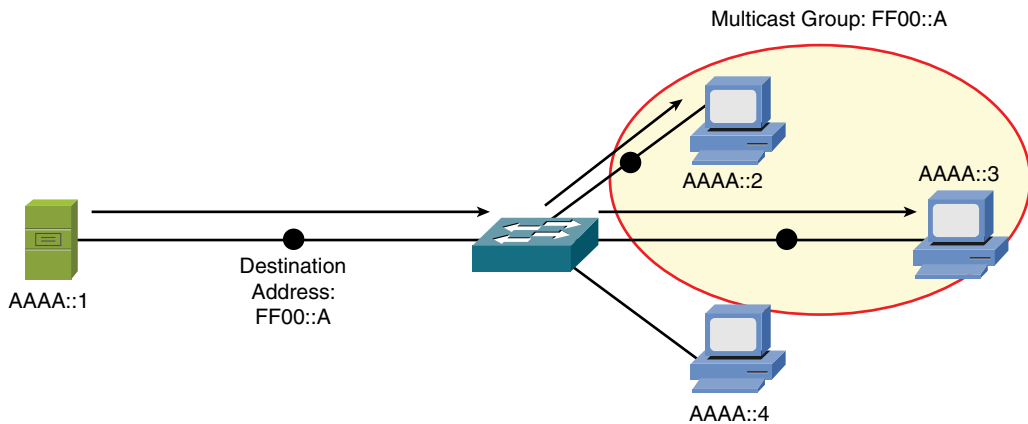 Multicast Group: FF00::A
AAAA::2
AAAA::3
Destination
Address:
FF00::A
AAAA::1
AAAA::4